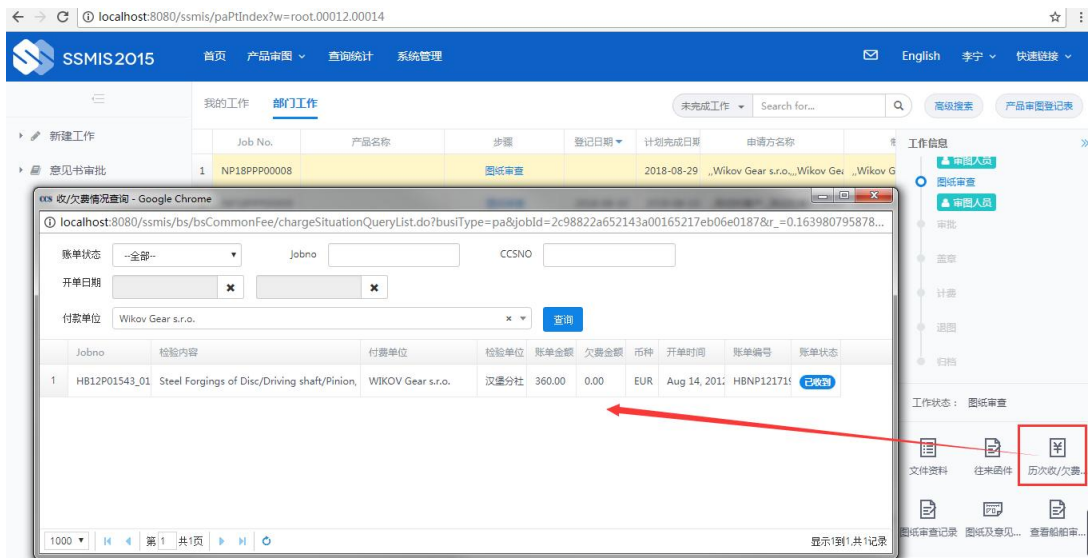 localhost:8080/ssmis/paPtIndex?w=root.00012.00014
SSMIS2015 首页 产品审图 查询统计 系统管理 English 李宁 快速链接
我的工作 部门工作 未完成工作 Search for... 高级搜索 产品审图登记表
新建工作
意见书审批
Job No. 产品名称 步骤 登记日期 计划完成日期 申请方名称
1 NP18PPP00008 图纸审查 2018-08-29 ,,Wikov Gear s.r.o.,,,Wikov Gea ,,Wikov G
工作信息
审图人员
图纸审查
审图人员
审批
盖章
计费
退图
归档
工作状态： 图纸审查
文件资料 往来函件 历次收/欠费...
图纸审查记录 图纸及意见... 查看船舶审...
ccs 收/欠费情况查询 - Google Chrome
localhost:8080/ssmis/bs/bsCommonFee/chargeSituationQueryList.do?busiType=pa&jobId=2c98822a652143a00165217eb06e0187&r_=0.163980795878...
账单状态 --全部-- Jobno CCSNO
开单日期
付款单位 Wikov Gear s.r.o. 查询
Jobno 检验内容 付费单位 检验单位 账单金额 欠费金额 币种 开单时间 账单编号 账单状态
1 HB12P01543_01 Steel Forgings of Disc/Driving shaft/Pinion, WIKOV Gear s.r.o. 汉堡分社 360.00 0.00 EUR Aug 14, 2012 HBNP121719 已收到
1000 第 1 共1页 显示1到1,共1记录